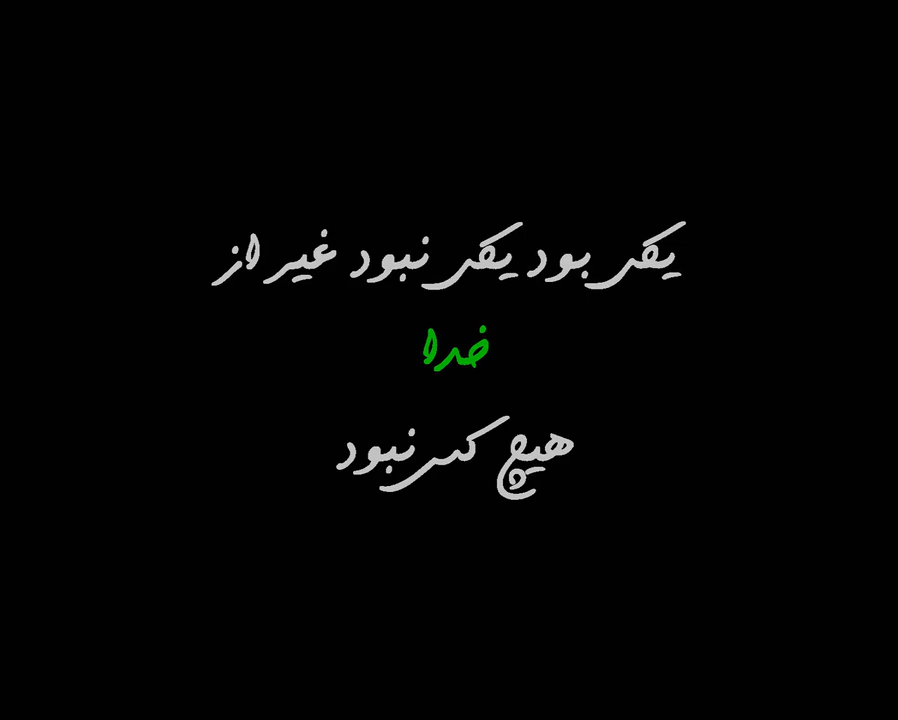 یکی بود یکی نبود غیر از
خدا
هیچ کس نبود